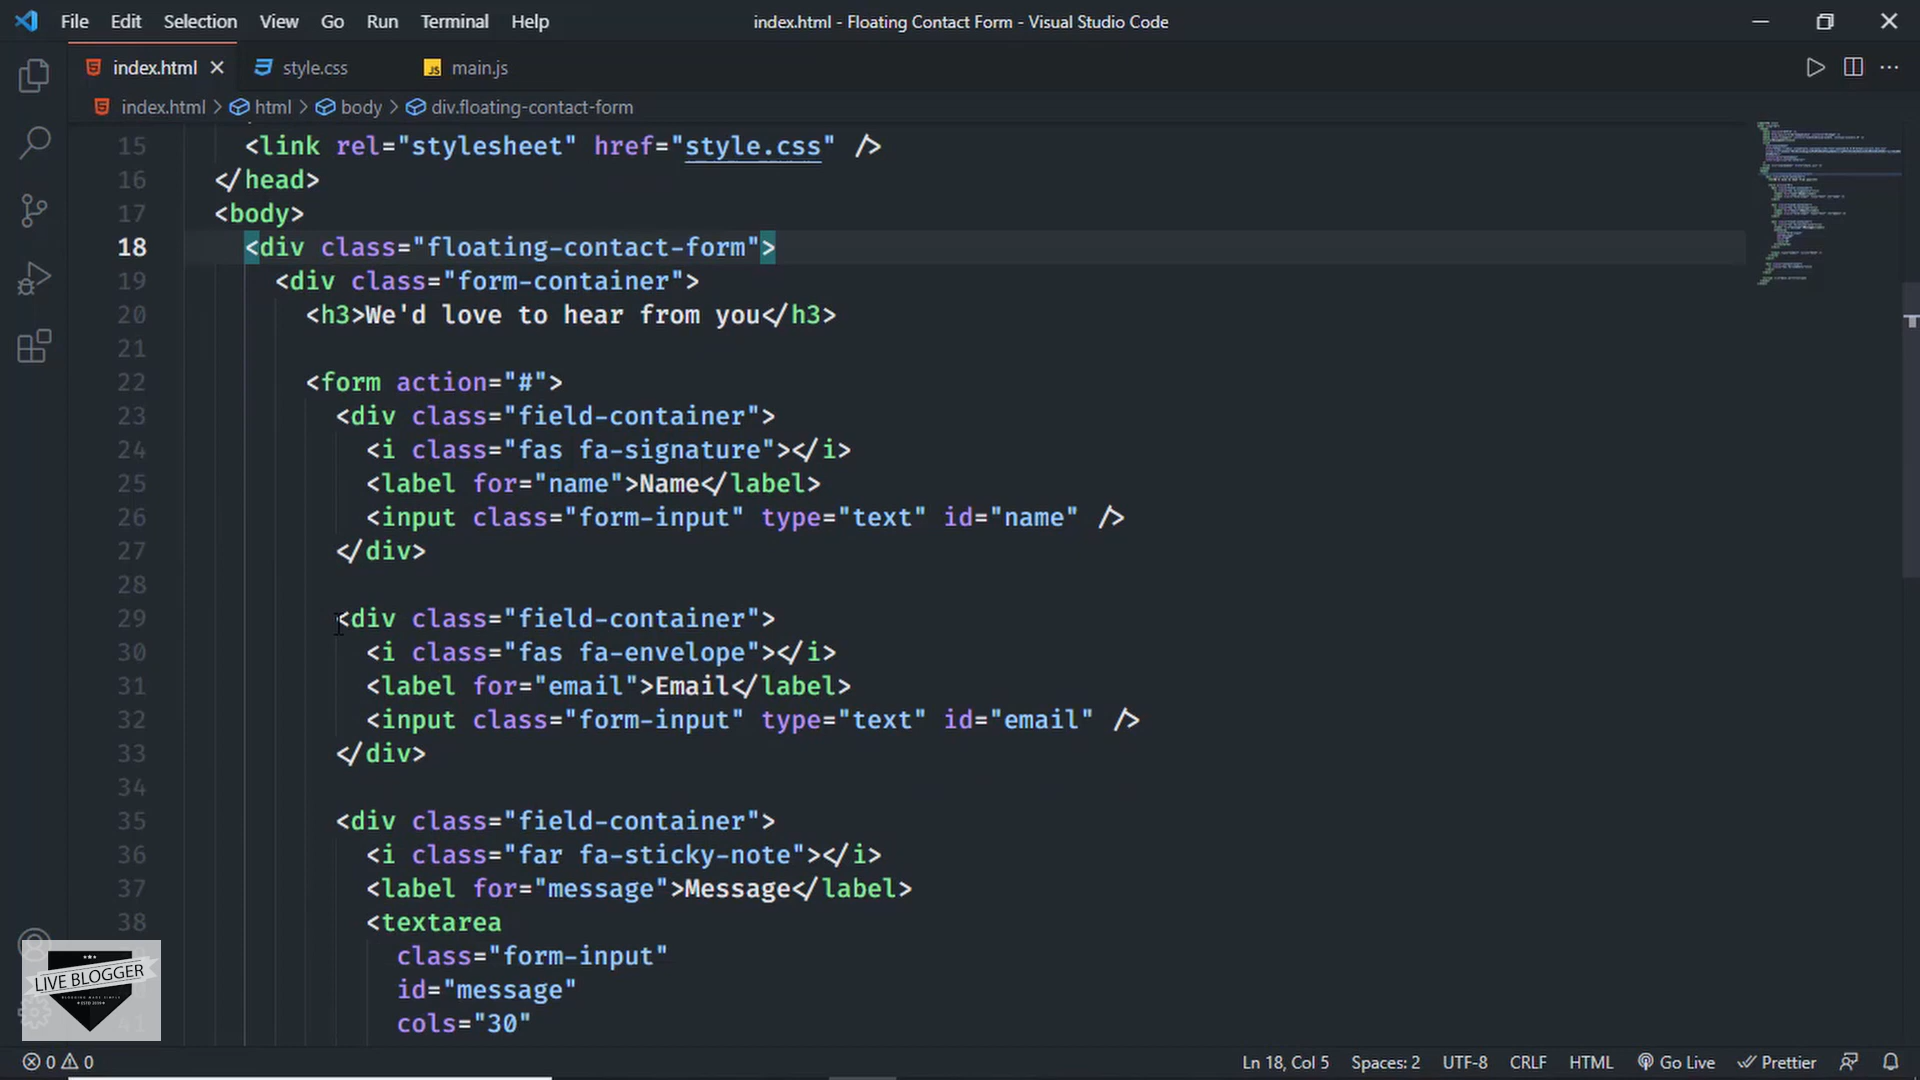 File Edit Selection View Go Run Terminal Help
index.html - Floating Contact Form - Visual Studio Code
index.html
style.css
JS main.js
index.html > html > body > div.floating-contact-form
15 <link rel="stylesheet" href="style.css" />
16 </head>
17 <body>
18 <div class="floating-contact-form">
19 <div class="form-container">
20 <h3>We'd love to hear from you</h3>
21
22 <form action="#">
23 <div class="field-container">
24 <i class="fas fa-signature"></i>
25 <label for="name">Name</label>
26 <input class="form-input" type="text" id="name" />
27 </div>
28
29 <div class="field-container">
30 <i class="fas fa-envelope"></i>
31 <label for="email">Email</label>
32 <input class="form-input" type="text" id="email" />
33 </div>
34
35 <div class="field-container">
36 <i class="far fa-sticky-note"></i>
37 <label for="message">Message</label>
38 <textarea
class="form-input"
id="message"
41 cols="30"
LIVE BLOGGER
0 0
Ln 18, Col 5
Spaces: 2
UTF-8
CRLF
HTML
Go Live
Prettier